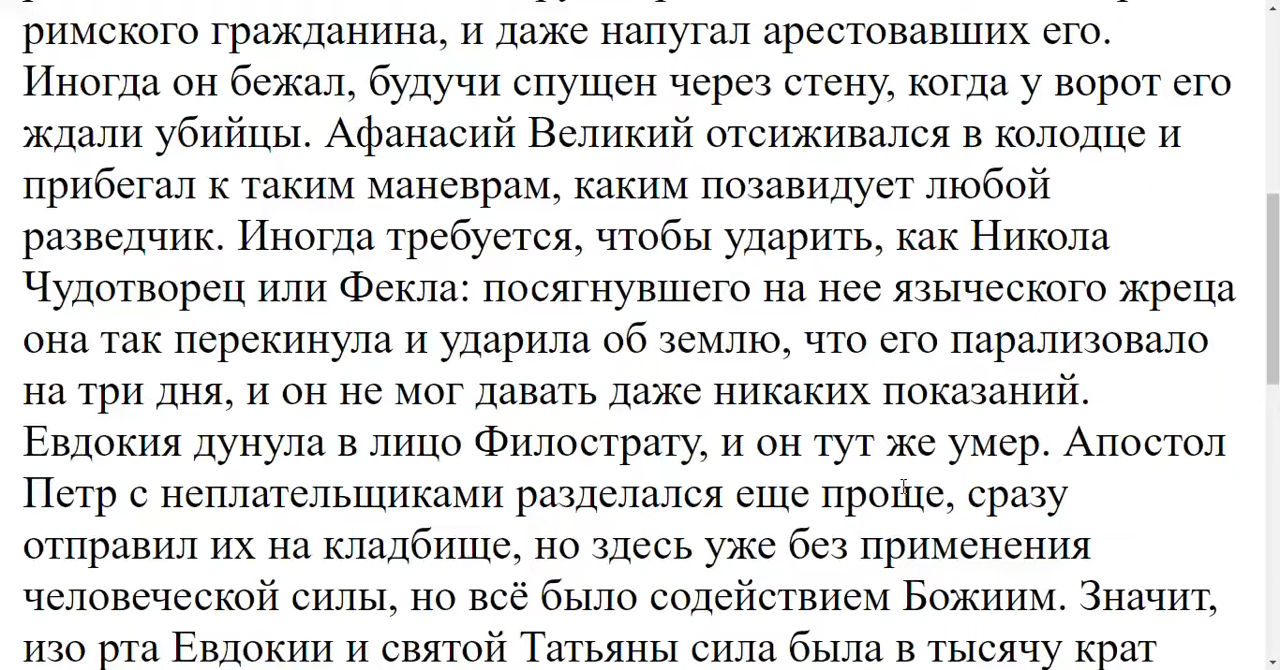 римского гражданина, и даже напугал арестовавших его.
Иногда он бежал, будучи спущен через стену, когда у ворот его
ждали убийцы. Афанасий Великий отсиживался в колодце и
прибегал к таким маневрам, каким позавидует любой
разведчик. Иногда требуется, чтобы ударить, как Никола
Чудотворец или Фекла: посягнувшего на нее языческого жреца
она так перекинула и ударила об землю, что его парализовало
на три дня, и он не мог давать даже никаких показаний.
Евдокия дунула в лицо Филострату, и он тут же умер. Апостол
Петр с неплательщиками разделался еще проще, сразу
отправил их на кладбище, но здесь уже без применения
человеческой силы, но всё было содействием Божиим. Значит,
изо рта Евдокии и святой Татьяны сила была в тысячу крат